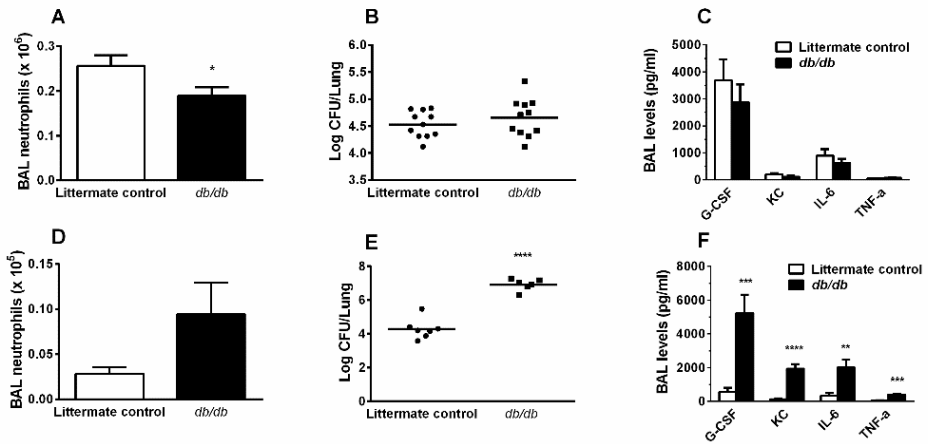 A
BAL neutrophils (x 10⁶)
0.3
0.2
0.1
0.0
*
Littermate control
db/db
B
Log CFU/Lung
6.0
5.5
5.0
4.5
4.0
3.5
Littermate control
db/db
C
BAL levels (pg/ml)
5000
4000
3000
2000
1000
0
Littermate control
db/db
G-CSF
KC
IL-6
TNF-a
D
BAL neutrophils (x 10⁵)
0.15
0.10
0.05
0.00
Littermate control
db/db
E
Log CFU/Lung
8
6
4
2
0
****
Littermate control
db/db
F
BAL levels (pg/ml)
8000
6000
4000
2000
0
Littermate control
db/db
***
****
**
***
G-CSF
KC
IL-6
TNF-a